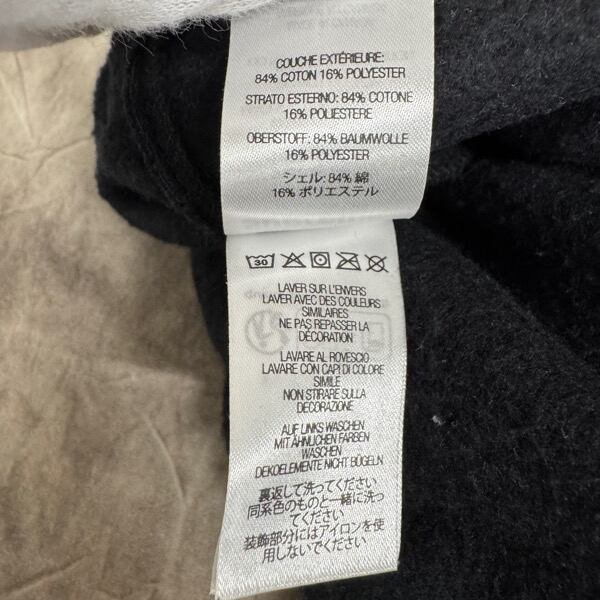 COUCHE EXTÉRIEURE:
84% COTON 16% POLYESTER
STRATO ESTERNO: 84% COTONE
16% POLIESTERE
OBERSTOFF: 84% BAUMWOLLE
16% POLYESTER
シェル: 84% 綿
16% ポリエステル
30
LAVER SUR L'ENVERS
LAVER AVEC DES COULEURS
SIMILAIRES
NE PAS REPASSER LA
DÉCORATION
LAVARE AL ROVESCIO
LAVARE CON CAPI DI COLORE
SIMILE
NON STIRARE SULLA
DECORAZIONE
AUF LINKS WASCHEN
MIT ÄHNLICHEN FARBEN
WASCHEN
DEKOELEMENTE NICHT BÜGELN
裏返して洗ってください
同系色のものと一緒に洗っ
てください
装飾部分にはアイロンを使
用しないでください